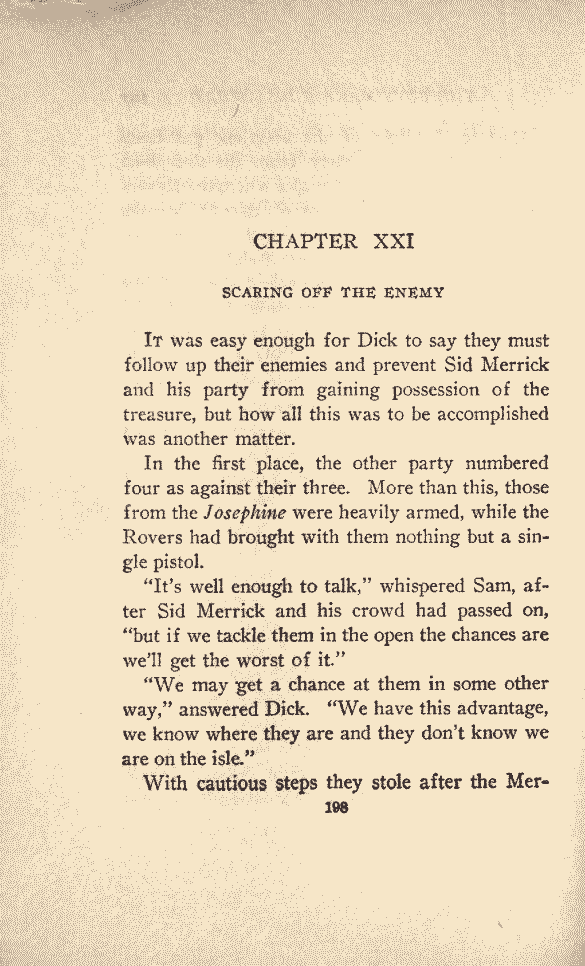 CHAPTER XXI
SCARING OFF THE ENEMY
It was easy enough for Dick to say they must
follow up their enemies and prevent Sid Merrick
and his party from gaining possession of the
treasure, but how all this was to be accomplished
was another matter.
In the first place, the other party numbered
four as against their three. More than this, those
from the Josephine were heavily armed, while the
Rovers had brought with them nothing but a sin-
gle pistol.
“It’s well enough to talk,” whispered Sam, af-
ter Sid Merrick and his crowd had passed on,
“but if we tackle them in the open the chances are
we’ll get the worst of it.”
“We may get a chance at them in some other
way,” answered Dick. “We have this advantage,
we know where they are and they don’t know we
are on the isle.”
With cautious steps they stole after the Mer-
198